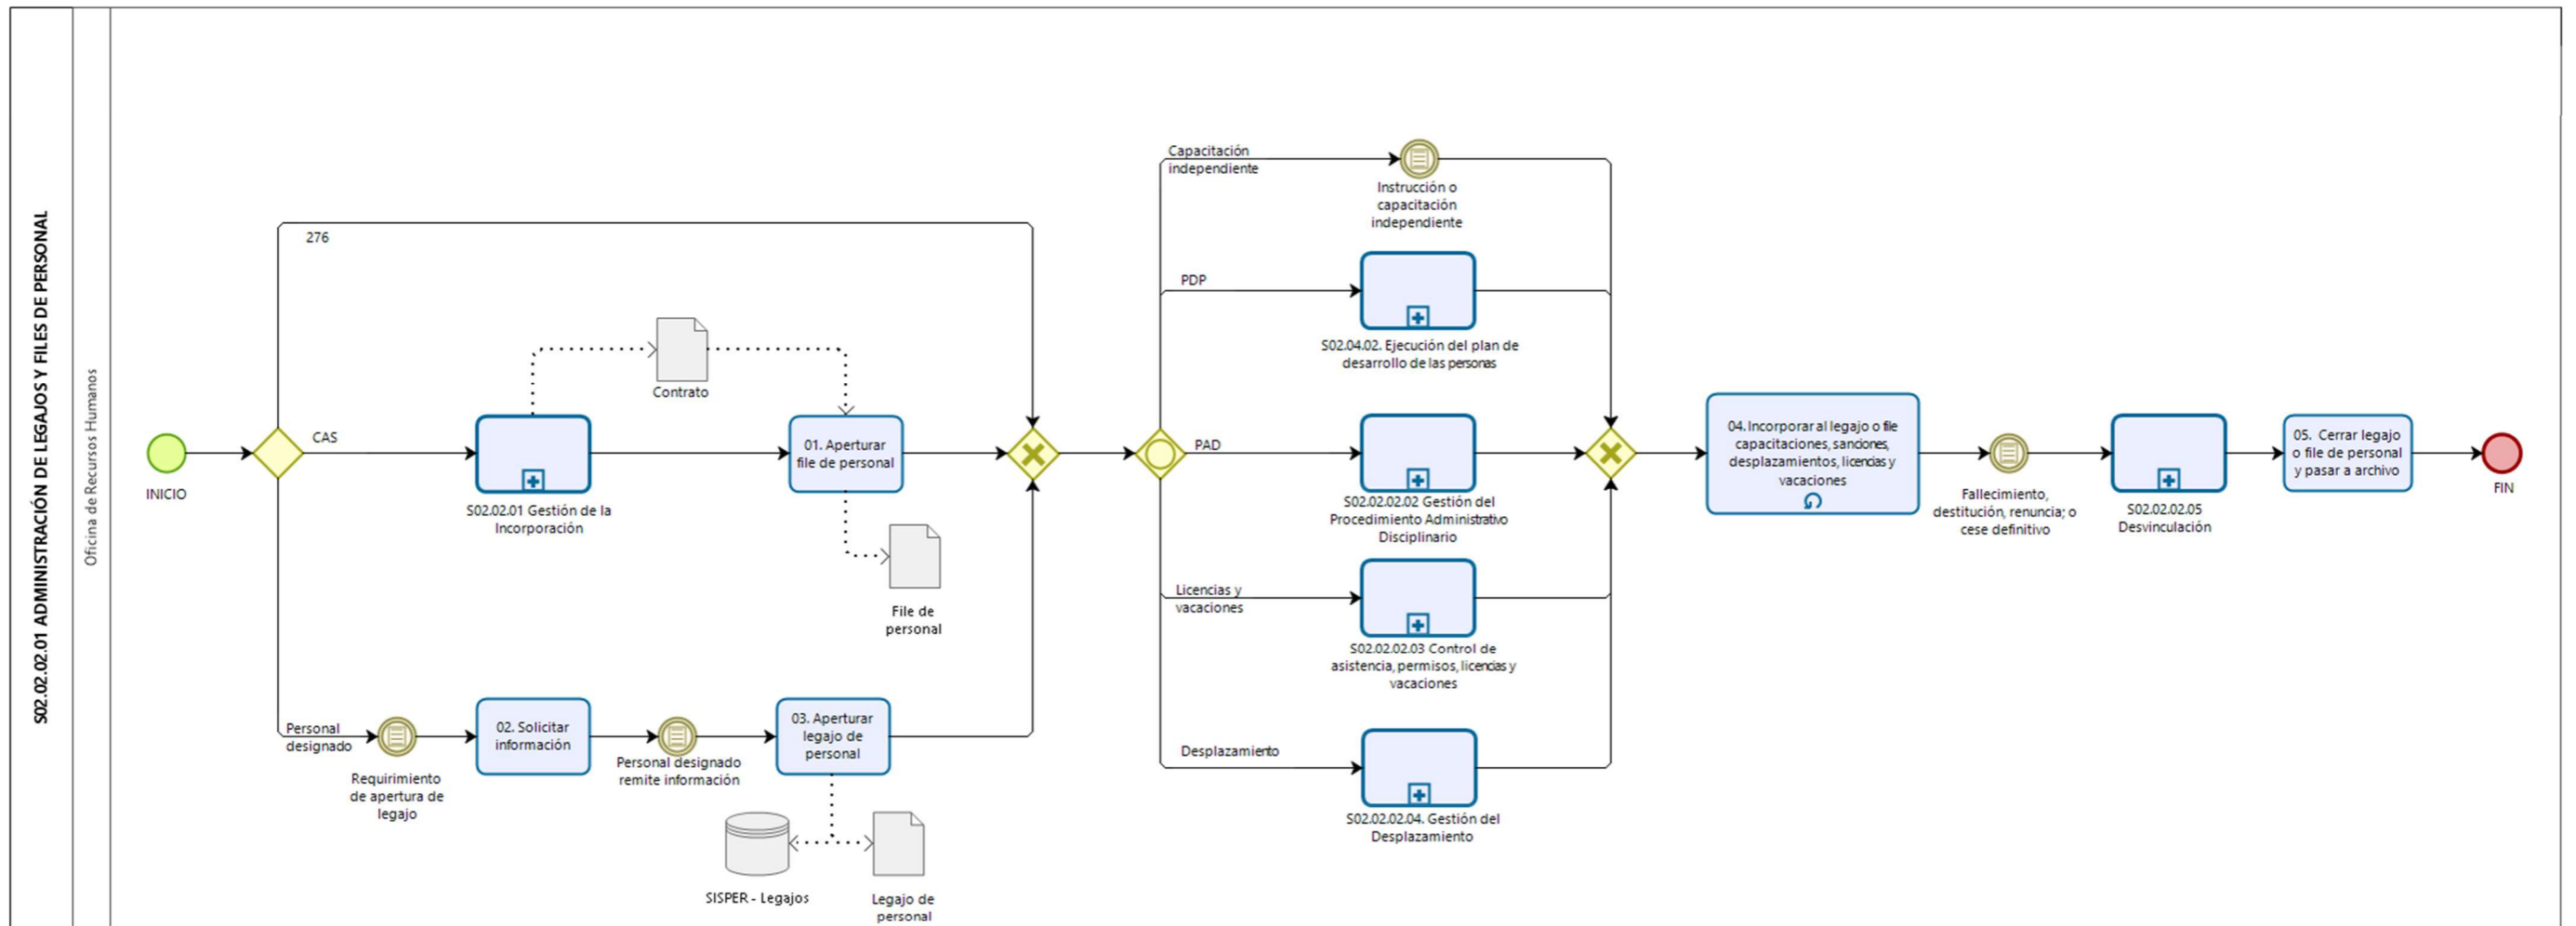 S02.02.02.01 ADMINISTRACIÓN DE LEGAJOS Y FILES DE PERSONAL
Oficina de Recursos Humanos
INICIO
276
CAS
Contrato
S02.02.01 Gestión de la
Incorporación
01. Aperturar
file de personal
File de
personal
Personal
designado
Requirimiento
de apertura de
legajo
02. Solicitar
información
Personal designado
remite información
03. Aperturar
legajo de
personal
SISPER - Legajos
Legajo de
personal
Capacitación
independiente
Instrucción o
capacitación
independiente
PDP
S02.04.02. Ejecución del plan de
desarrollo de las personas
PAD
S02.02.02.02 Gestión del
Procedimiento Administrativo
Disciplinario
Licencias y
vacaciones
S02.02.02.03 Control de
asistencia, permisos, licencias y
vacaciones
Desplazamiento
S02.02.02.04. Gestión del
Desplazamiento
04. Incorporar al legajo o file
capacitaciones, sanciones,
desplazamientos, licencias y
vacaciones
Fallecimiento,
destitución, renuncia; o
cese definitivo
S02.02.02.05
Desvinculación
05. Cerrar legajo
o file de personal
y pasar a archivo
FIN